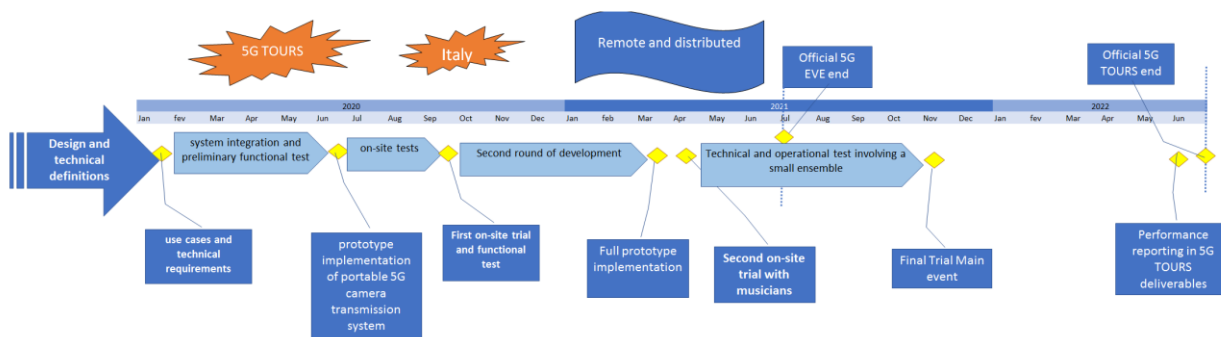 5G TOURS
Italy
Remote and distributed
Official 5G
EVE end
Official 5G
TOURS end
2020
2021
2022
Jan fev Mar Apr May Jun Jul Aug Sep Oct Nov Dec Jan feb Mar Apr May Jun Jul Aug Sep Oct Nov Dec Jan Mar Apr May Jun
Design and
technical
definitions
system integration and
preliminary functional test
on-site tests
Second round of development
Technical and operational test involving a
small ensemble
use cases and
technical
requirements
prototype
implementation
of portable 5G
camera
transmission
system
First on-site trial
and functional
test
Full prototype
implementation
Second on-site
trial with
musicians
Final Trial Main
event
Performance
reporting in 5G
TOURS
deliverables